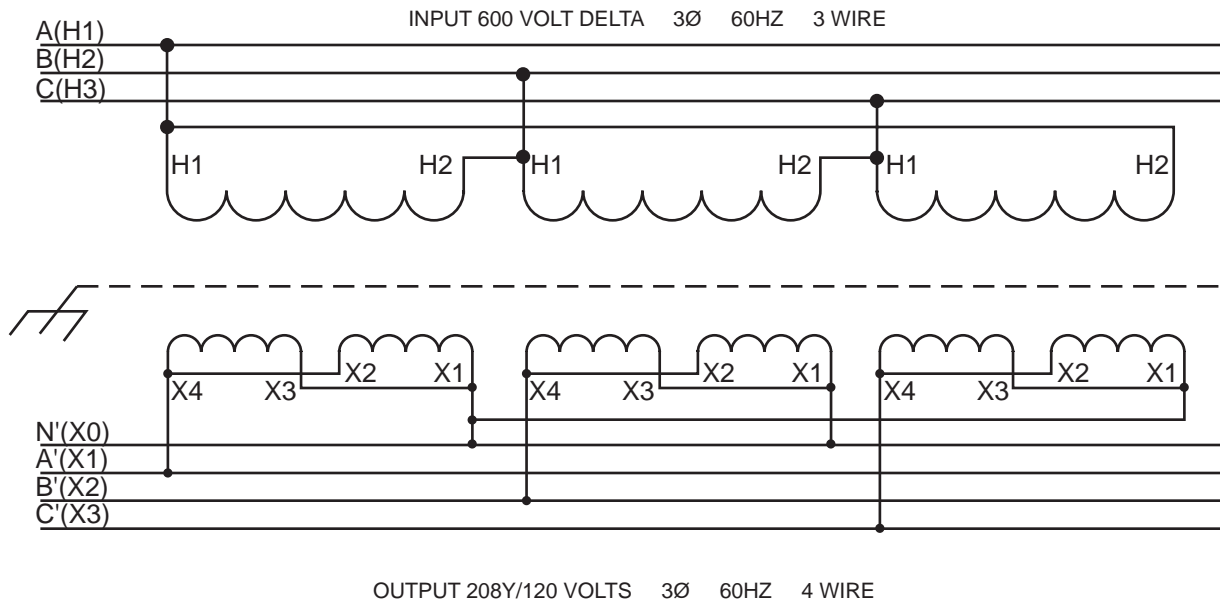 INPUT 600 VOLT DELTA 3Ø 60HZ 3 WIRE
A(H1)
B(H2)
C(H3)
H1 H2 H1 H2 H1 H2
X4 X3 X2 X1 X4 X3 X2 X1 X4 X3 X2 X1
N'(X0)
A'(X1)
B'(X2)
C'(X3)
OUTPUT 208Y/120 VOLTS 3Ø 60HZ 4 WIRE